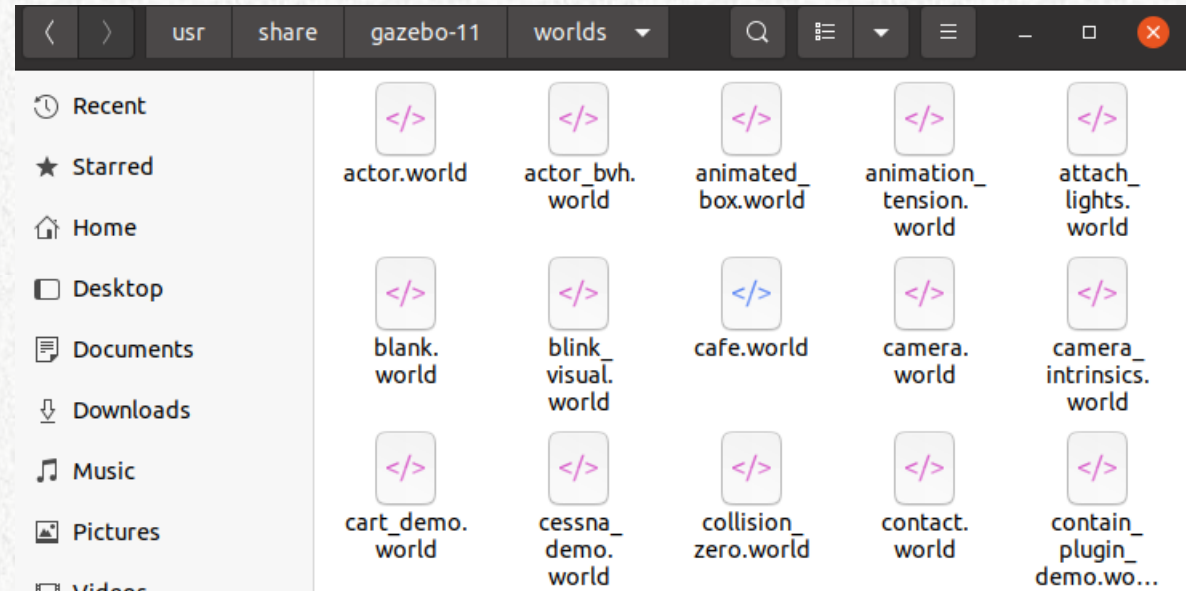 usr share gazebo-11 worlds
Recent
Starred
Home
Desktop
Documents
Downloads
Music
Pictures
Videos
</> </> </> </> </>
actor.world actor_bvh. animated_ animation_ attach_
world box.world tension. lights.
world world
</> </> </> </> </>
blank. blink_ cafe.world camera. camera_
world visual. world intrinsics.
world world
</> </> </> </> </>
cart_demo. cessna_ collision_ contact. contain_
world demo. zero.world world plugin_
world demo.wo...